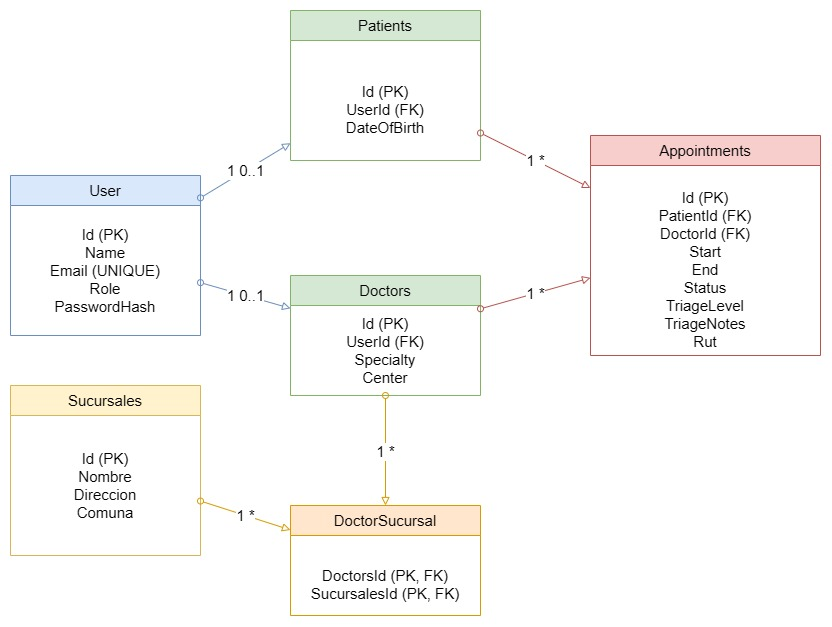 Patients
Id (PK)
UserId (FK)
DateOfBirth
1 0..1
1 *
User
Id (PK)
Name
Email (UNIQUE)
Role
PasswordHash
Appointments
Id (PK)
PatientId (FK)
DoctorId (FK)
Start
End
Status
TriageLevel
TriageNotes
Rut
1 0..1
Doctors
Id (PK)
UserId (FK)
Specialty
Center
1 *
Sucursales
Id (PK)
Nombre
Direccion
Comuna
1 *
1 *
DoctorSucursal
DoctorsId (PK, FK)
SucursalesId (PK, FK)